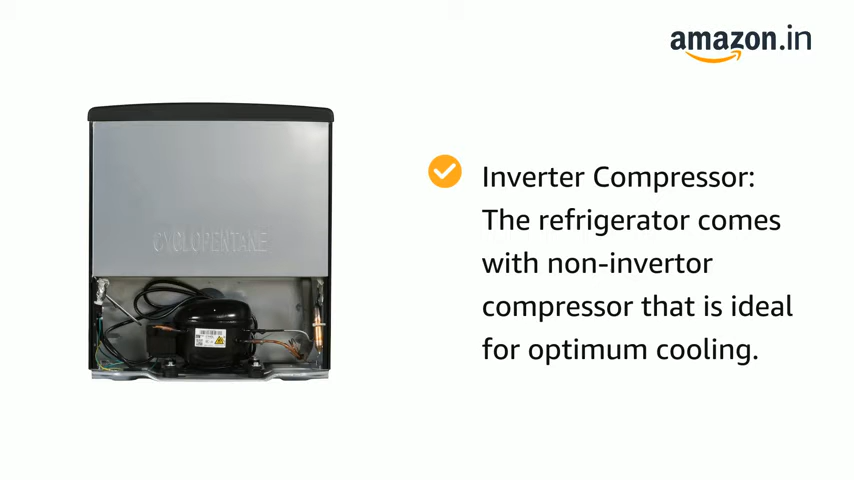 amazon.in
Inverter Compressor:
The refrigerator comes
with non-invertor
compressor that is ideal
for optimum cooling.
CYCLOPENTANE